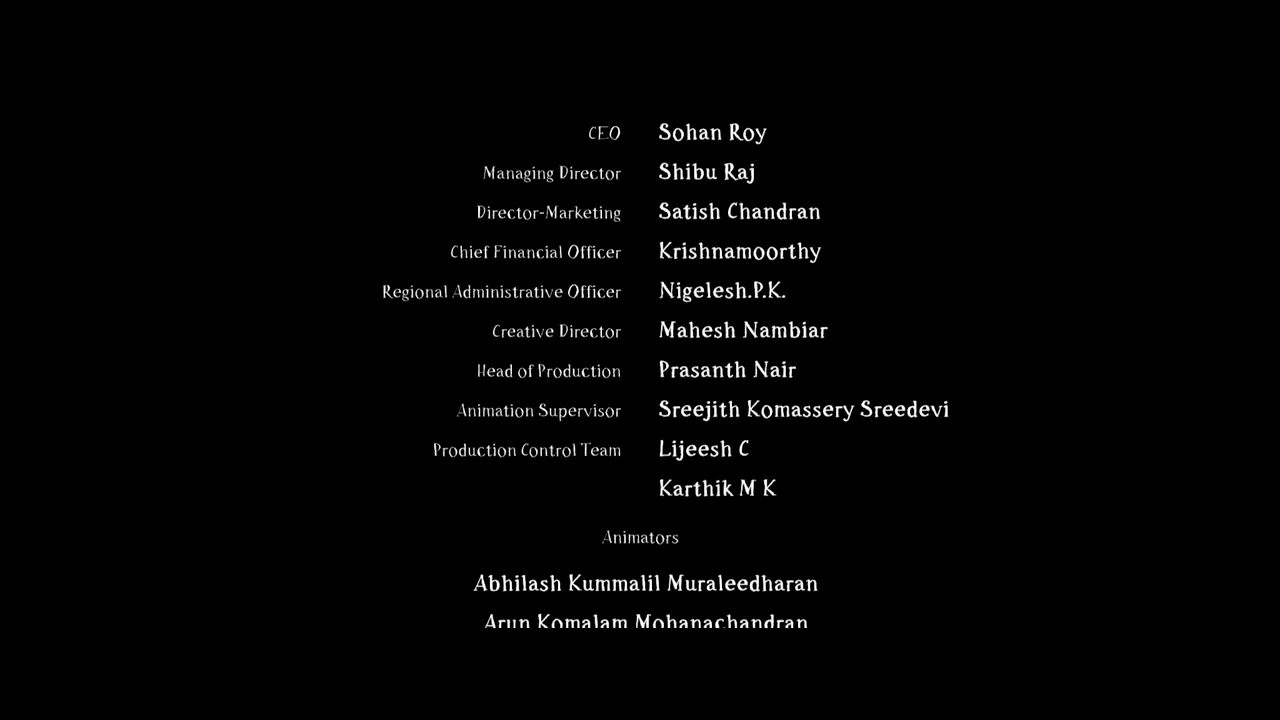 CEO Sohan Roy
Managing Director Shibu Raj
Director-Marketing Satish Chandran
Chief Financial Officer Krishnamoorthy
Regional Administrative Officer Nigelesh.P.K.
Creative Director Mahesh Nambiar
Head of Production Prasanth Nair
Animation Supervisor Sreejith Komassery Sreedevi
Production Control Team Lijeesh C
Karthik M K
Animators
Abhilash Kummalil Muraleedharan
Arun Komalam Mohanachandran